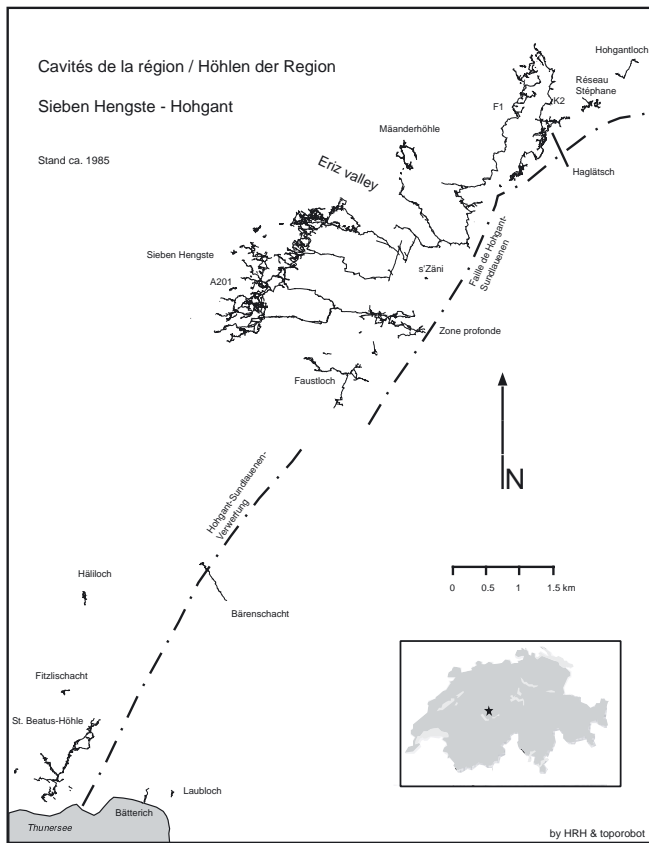 Cavités de la région / Höhlen der Region
Sieben Hengste - Hohgant
Stand ca. 1985
Hohgantloch
Réseau
Stéphane
F1
K2
Mäanderhöhle
Haglätsch
Eriz valley
Sieben Hengste
A201
s'Zäni
Faille de Hohgant-
Sundlauenen
Zone profonde
Faustloch
N
Hohgant-Sundlauenen-
Verwerfung
Häliloch
Bärenschacht
0 0.5 1 1.5 km
Fitzlischacht
St. Beatus-Höhle
Laubloch
Bätterich
Thunersee
by HRH & toporobot